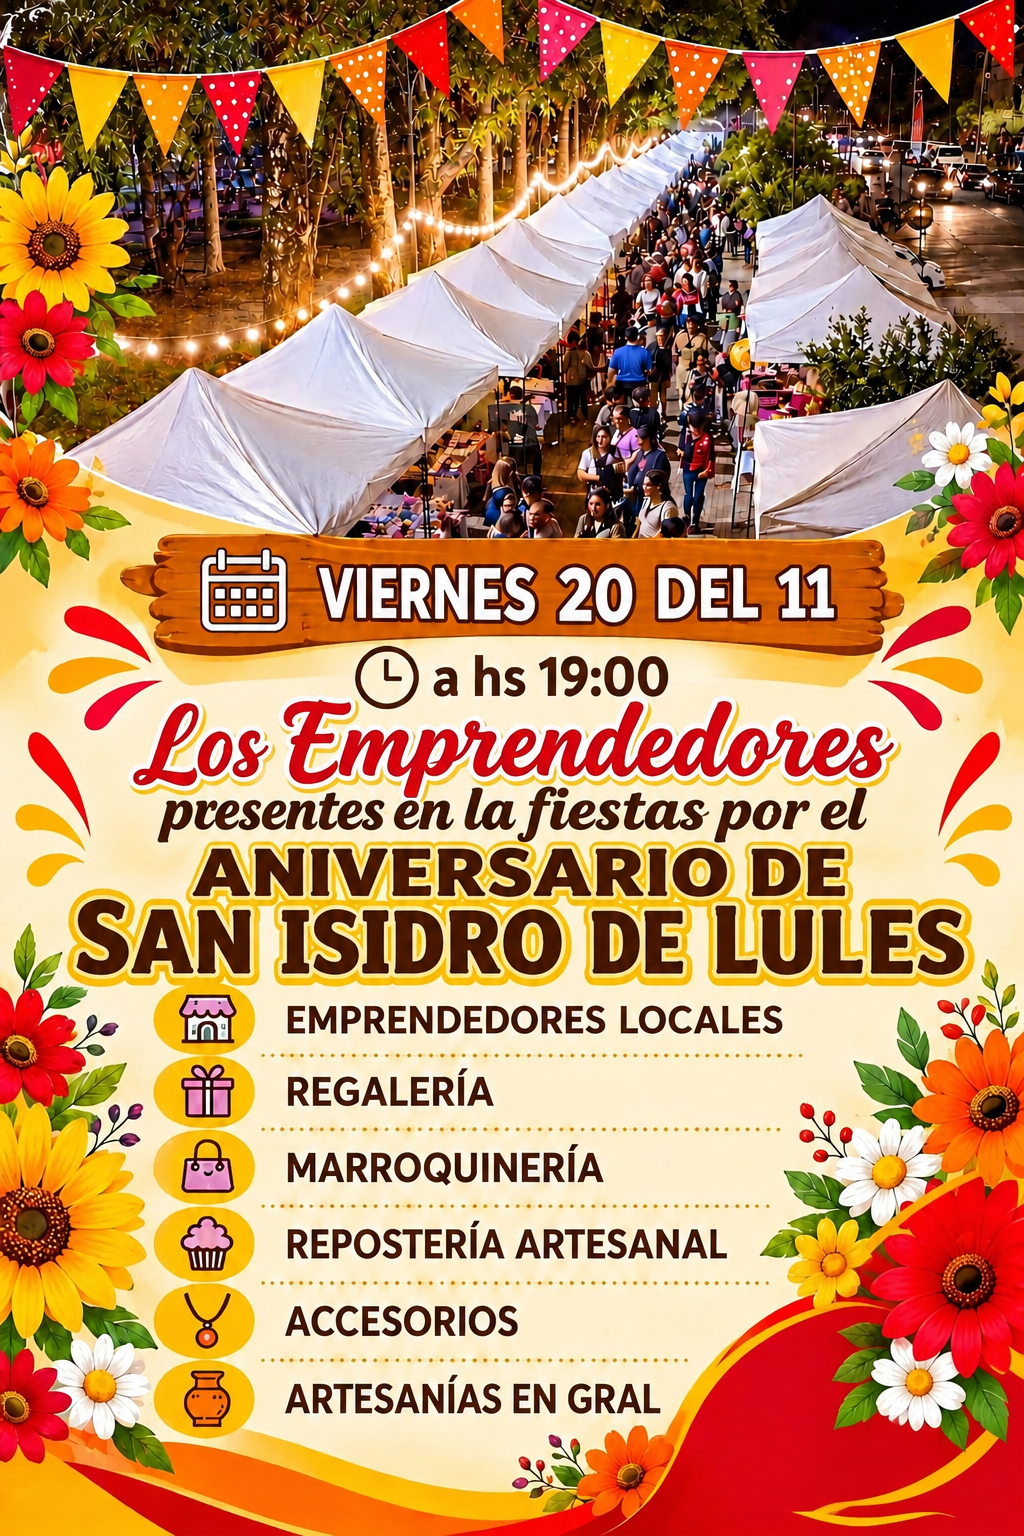 VIERNES 20 DEL 11
a hs 19:00
Los Emprendedores
presentes en la fiestas por el
ANIVERSARIO DE
SAN ISIDRO DE LULES
EMPRENDEDORES LOCALES
REGALERÍA
MARROQUINERÍA
REPOSTERÍA ARTESANAL
ACCESORIOS
ARTESANÍAS EN GRAL